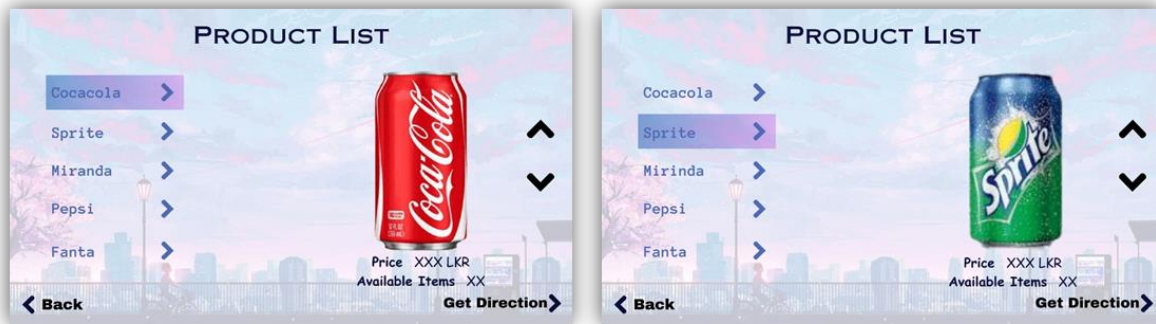 PRODUCT LIST
Cocacola
Sprite
Miranda
Pepsi
Fanta
Coca-Cola
Price XXX LKR
Available Items XX
Back
Get Direction
PRODUCT LIST
Cocacola
Sprite
Mirinda
Pepsi
Fanta
Sprite
Price XXX LKR
Available Items XX
Back
Get Direction